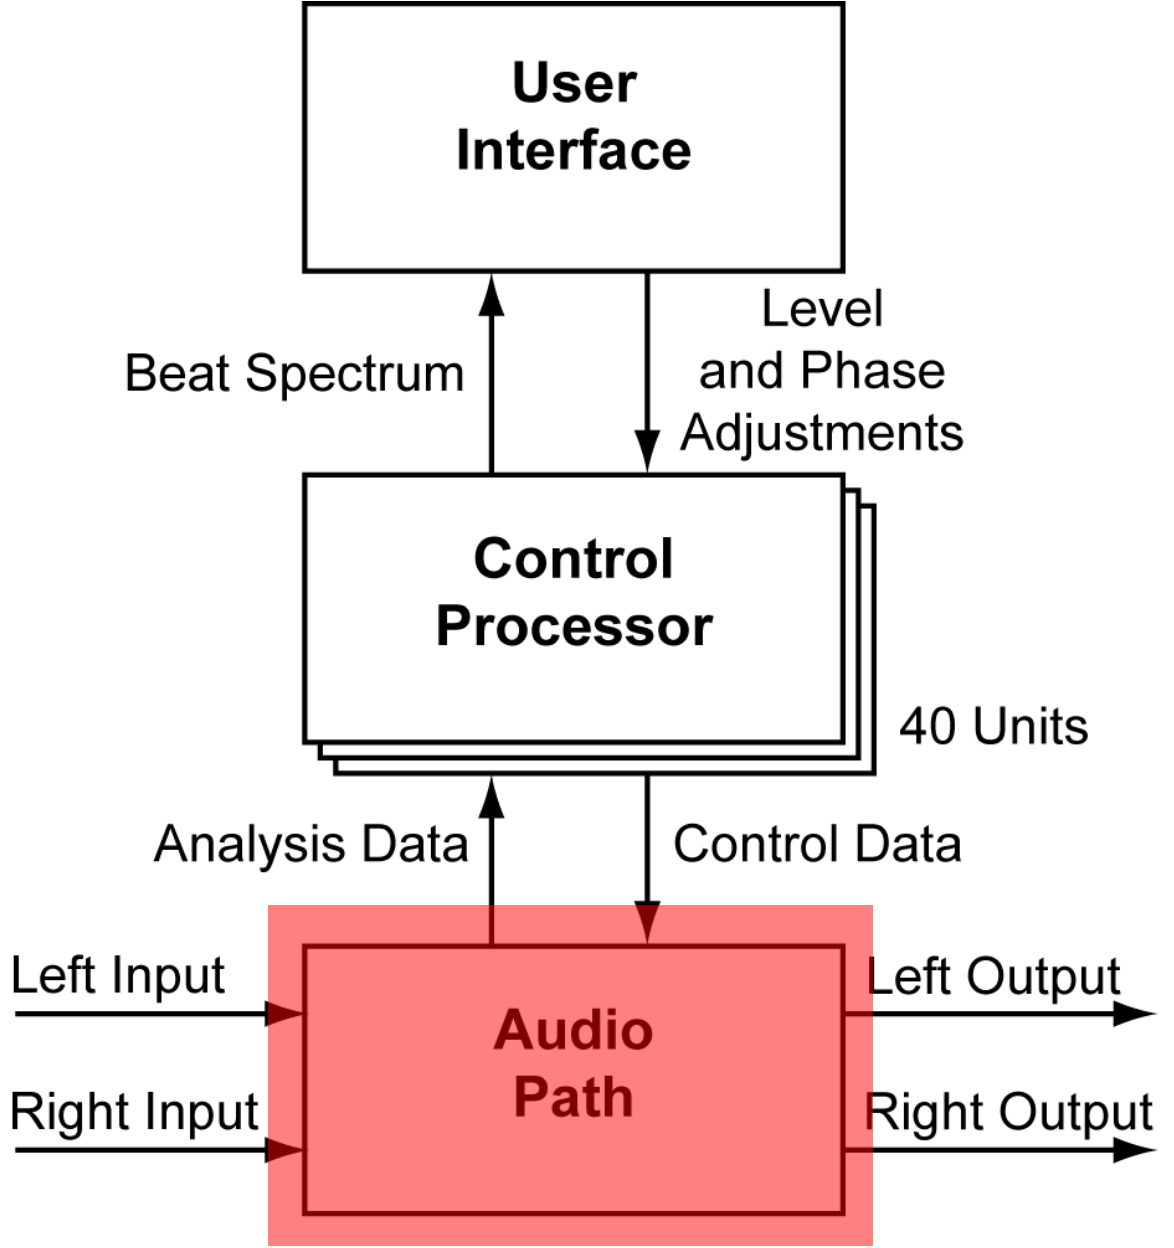 User
Interface
Beat Spectrum
Level
and Phase
Adjustments
Control
Processor
40 Units
Analysis Data
Control Data
Left Input
Left Output
Audio
Path
Right Input
Right Output